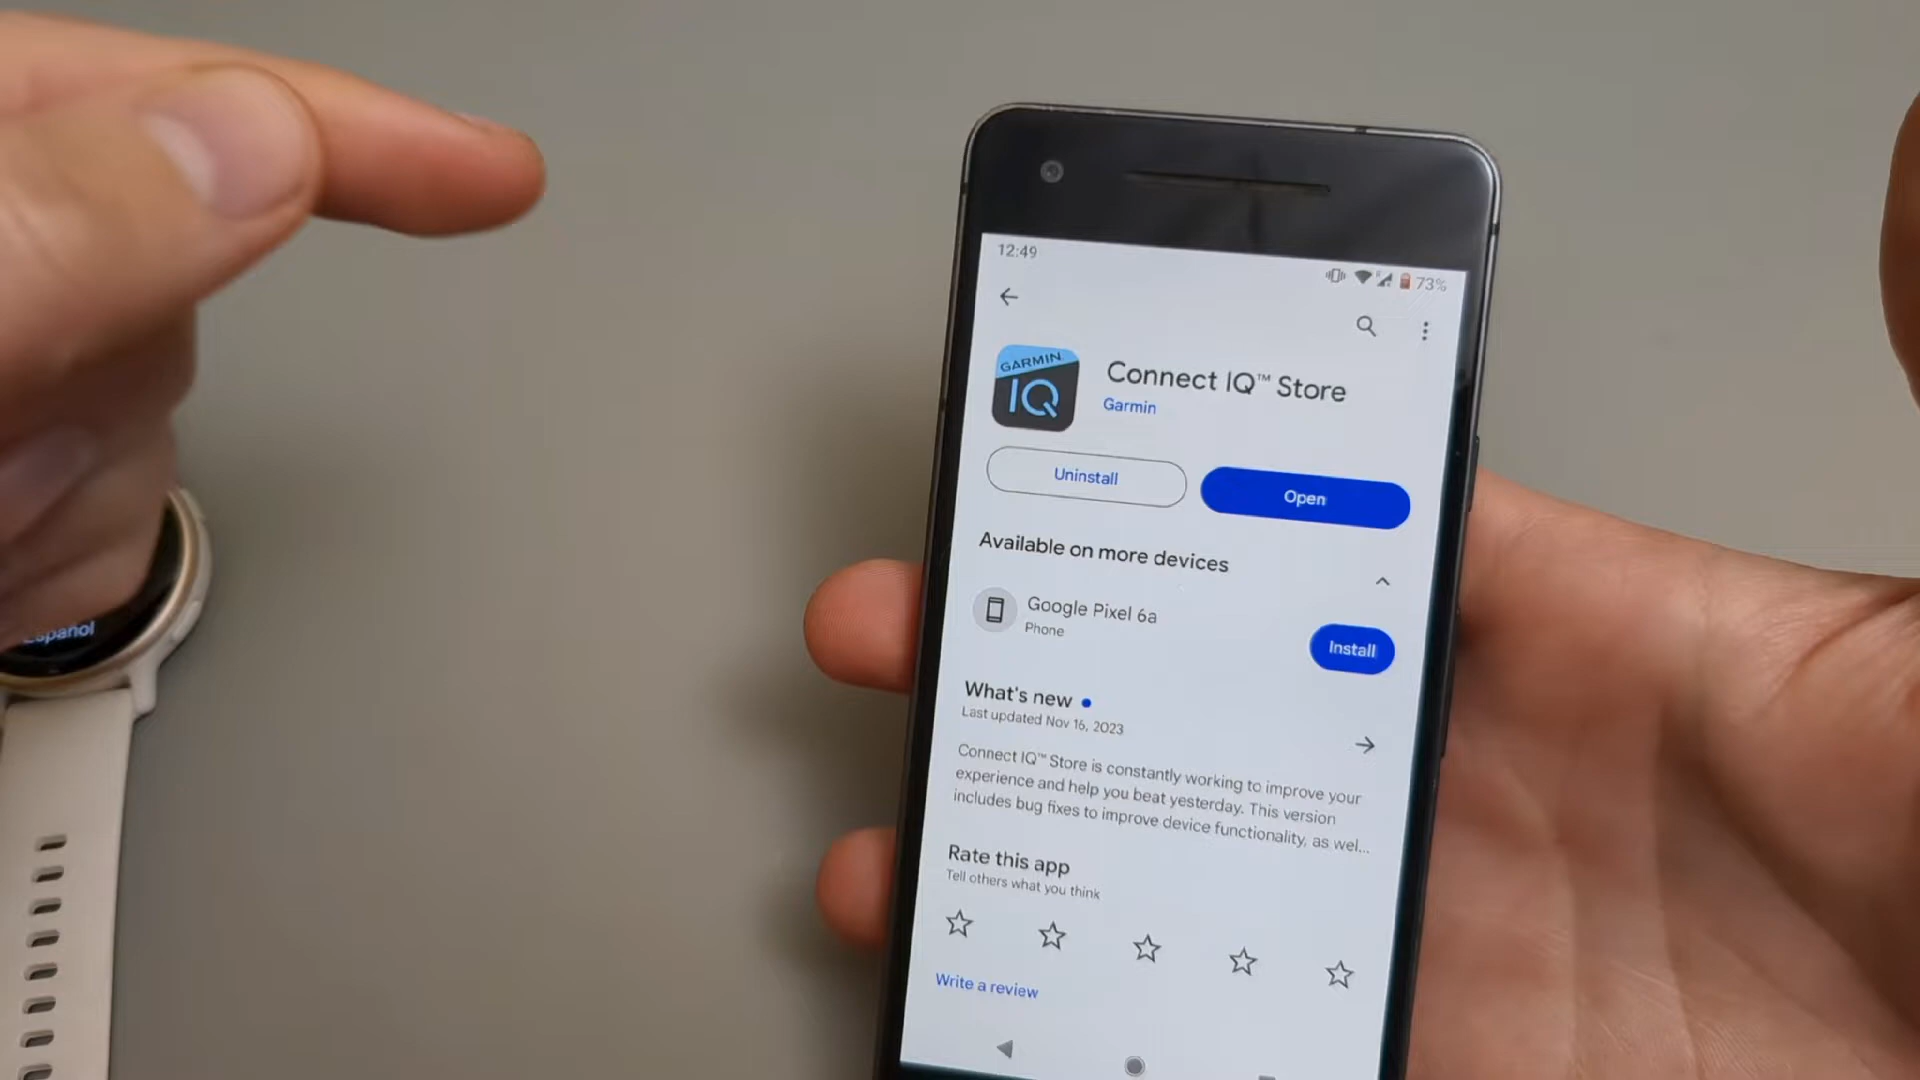 12:49
73%
GARMIN
IQ
Connect IQ™ Store
Garmin
Uninstall
Open
Available on more devices
Google Pixel 6a
Phone
Install
What's new
Last updated Nov 16, 2023
Connect IQ™ Store is constantly working to improve your
experience and help you beat yesterday. This version
includes bug fixes to improve device functionality, as wel...
Rate this app
Tell others what you think
Write a review
Español